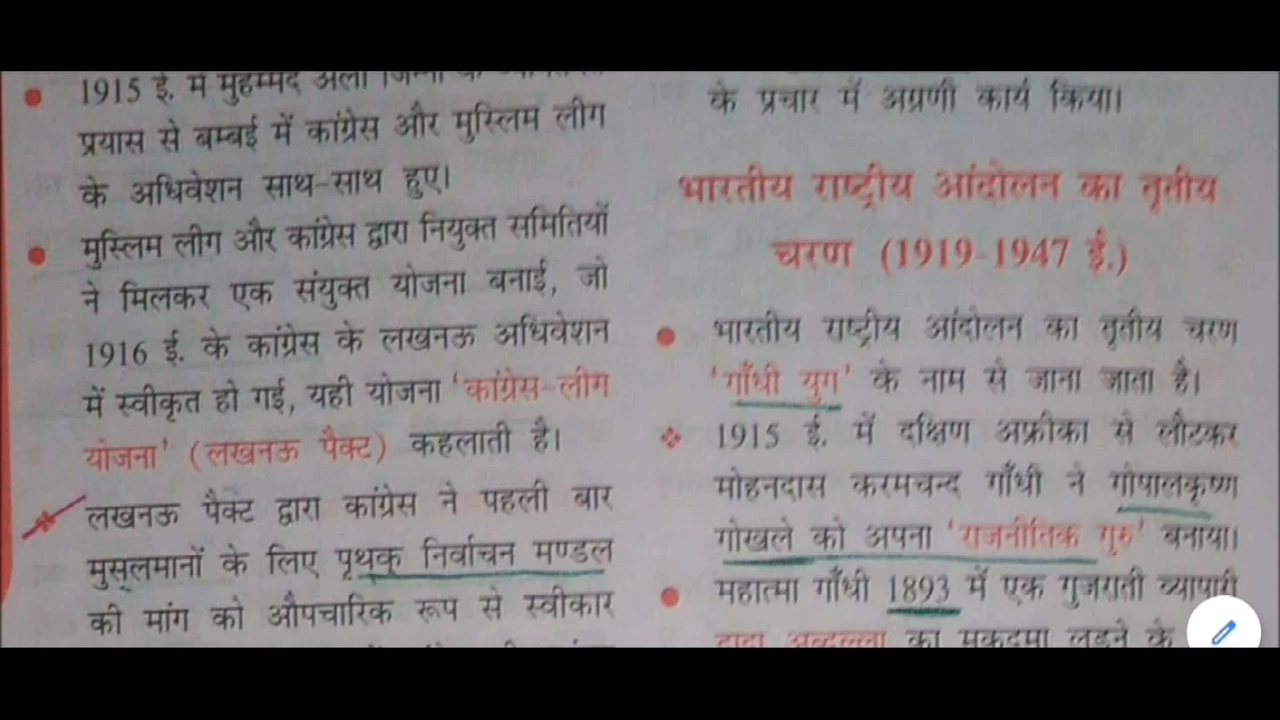 1915 ई. में मुहम्मद अली जिन्ना के
प्रयास से बम्बई में कांग्रेस और मुस्लिम लीग
के अधिवेशन साथ-साथ हुए।
मुस्लिम लीग और कांग्रेस द्वारा नियुक्त समितियों
ने मिलकर एक संयुक्त योजना बनाई, जो
1916 ई. के कांग्रेस के लखनऊ अधिवेशन
में स्वीकृत हो गई, यही योजना 'कांग्रेस-लीग
योजना' (लखनऊ पैक्ट) कहलाती है।
लखनऊ पैक्ट द्वारा कांग्रेस ने पहली बार
मुसलमानों के लिए पृथक् निर्वाचन मण्डल
की मांग को औपचारिक रूप से स्वीकार
के प्रचार में अग्रणी कार्य किया।
भारतीय राष्ट्रीय आंदोलन का तृतीय
चरण (1919-1947 ई.)
भारतीय राष्ट्रीय आंदोलन का तृतीय चरण
'गाँधी युग' के नाम से जाना जाता है।
1915 ई. में दक्षिण अफ्रीका से लौटकर
मोहनदास करमचन्द गाँधी ने गोपालकृष्ण
गोखले को अपना 'राजनीतिक गुरु' बनाया।
महात्मा गाँधी 1893 में एक गुजराती व्यापारी
दादा अब्दुल्ला का मुकदमा लड़ने के